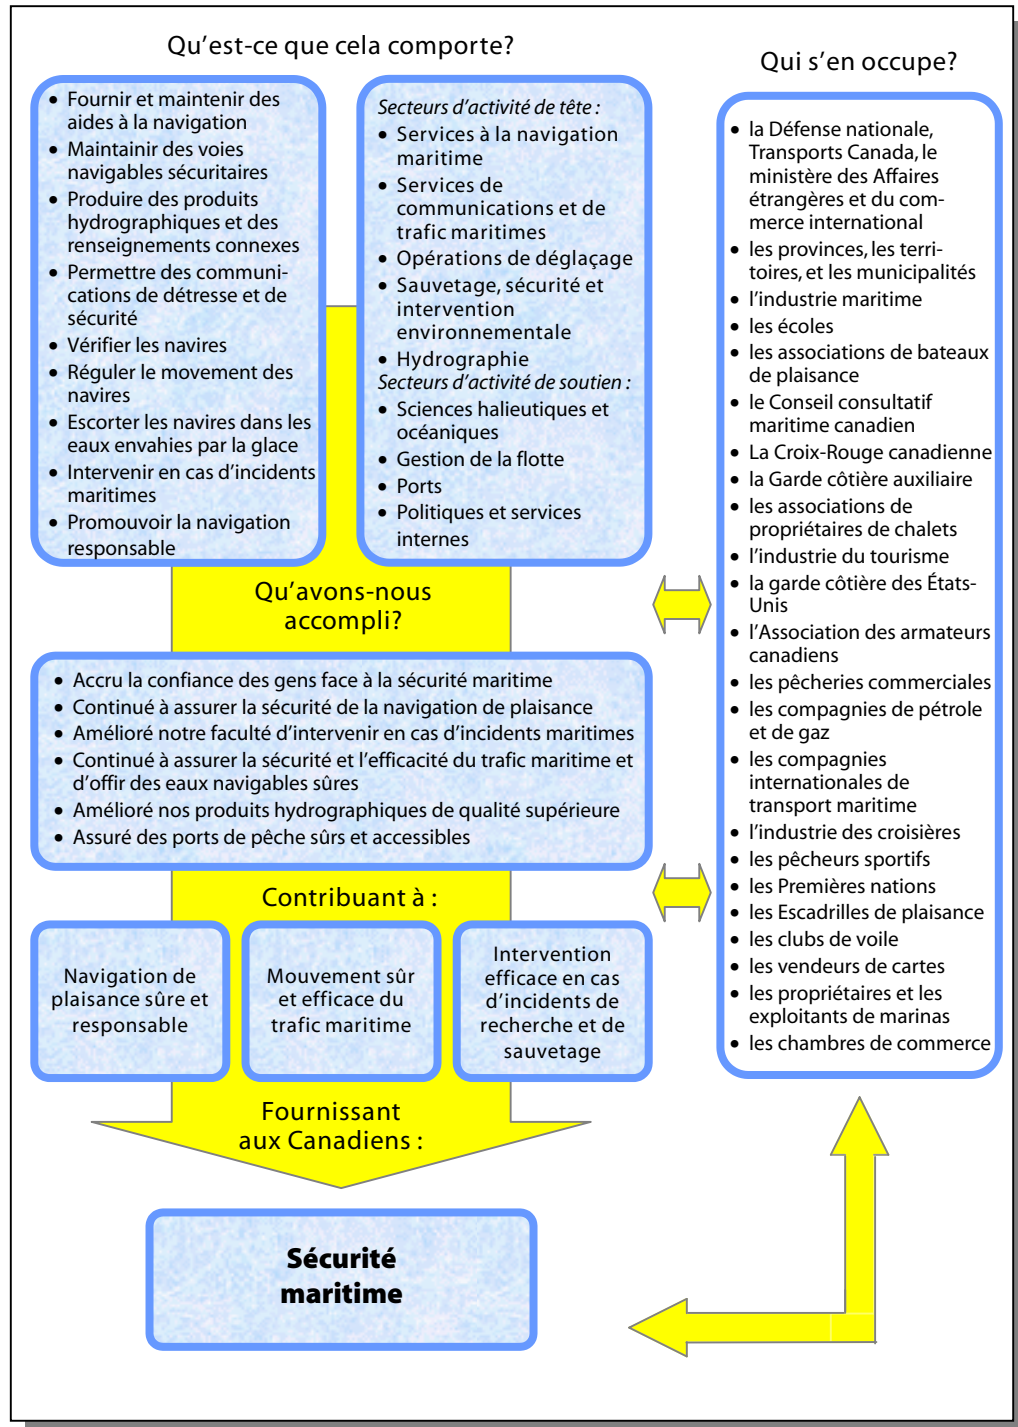 Qu’est-ce que cela comporte?
• Fournir et maintenir des
aides à la navigation
• Maintainir des voies
navigables sécuritaires
• Produire des produits
hydrographiques et des
renseignements connexes
• Permettre des communi-
cations de détresse et de
sécurité
• Vérifier les navires
• Réguler le movement des
navires
• Escorter les navires dans les
eaux envahies par la glace
• Intervenir en cas d’incidents
maritimes
• Promouvoir la navigation
responsable
Secteurs d’activité de tête :
• Services à la navigation
maritime
• Services de
communications et de
trafic maritimes
• Opérations de déglaçage
• Sauvetage, sécurité et
intervention
environnementale
• Hydrographie
Secteurs d’activité de soutien :
• Sciences halieutiques et
océaniques
• Gestion de la flotte
• Ports
• Politiques et services
internes
Qu’avons-nous
accompli?
• Accru la confiance des gens face à la sécurité maritime
• Continué à assurer la sécurité de la navigation de plaisance
• Amélioré notre faculté d’intervenir en cas d’incidents maritimes
• Continué à assurer la sécurité et l’efficacité du trafic maritime et
d’offir des eaux navigables sûres
• Amélioré nos produits hydrographiques de qualité supérieure
• Assuré des ports de pêche sûrs et accessibles
Contribuant à :
Navigation de
plaisance sûre et
responsable
Mouvement sûr
et efficace du
trafic maritime
Intervention
efficace en cas
d’incidents de
recherche et de
sauvetage
Fournissant
aux Canadiens :
Sécurité
maritime
Qui s’en occupe?
• la Défense nationale,
Transports Canada, le
ministère des Affaires
étrangères et du com-
merce international
• les provinces, les terri-
toires, et les municipalités
• l’industrie maritime
• les écoles
• les associations de bateaux
de plaisance
• le Conseil consultatif
maritime canadien
• La Croix-Rouge canadienne
• la Garde côtière auxiliaire
• les associations de
propriétaires de chalets
• l’industrie du tourisme
• la garde côtière des États-
Unis
• l’Association des armateurs
canadiens
• les pêcheries commerciales
• les compagnies de pétrole
et de gaz
• les compagnies
internationales de
transport maritime
• l’industrie des croisières
• les pêcheurs sportifs
• les Premières nations
• les Escadrilles de plaisance
• les clubs de voile
• les vendeurs de cartes
• les propriétaires et les
exploitants de marinas
• les chambres de commerce